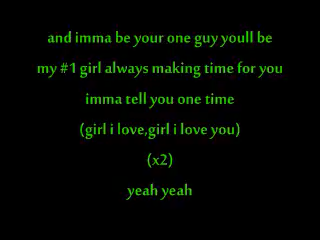 and imma be your one guy youll be
my #1 girl always making time for you
imma tell you one time
(girl i love,girl i love you)
(x2)
yeah yeah